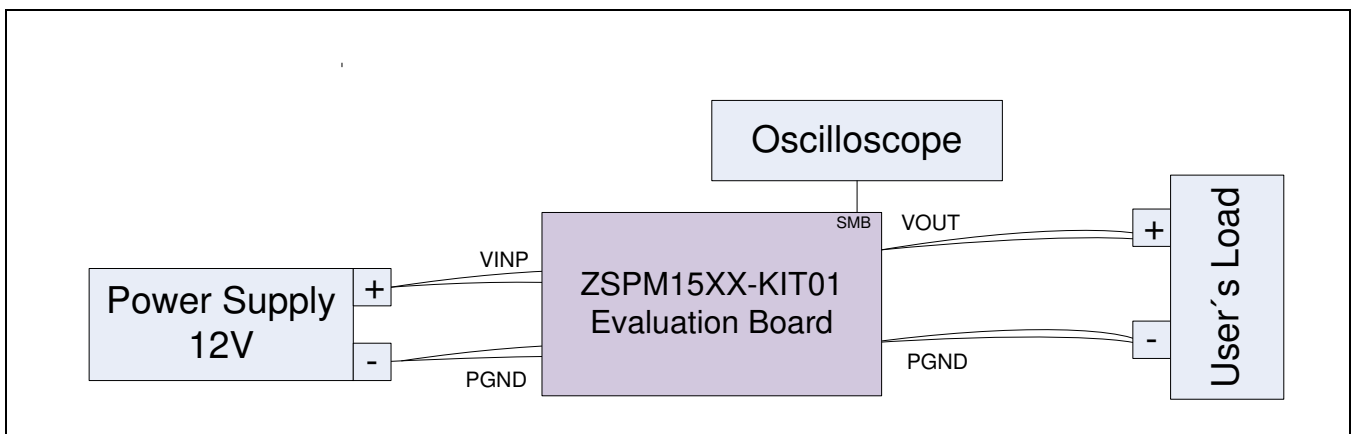 Oscilloscope
SMB
VOUT
+
User´s Load
VINP
ZSPM15XX-KIT01
Evaluation Board
Power Supply
12V
+
-
-
PGND
PGND